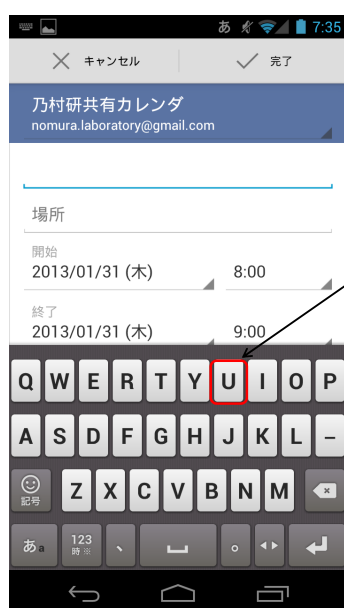 あ 7:35
キャンセル 完了
乃村研共有カレンダ
nomura.laboratory@gmail.com
場所
開始
2013/01/31 (木) 8:00
終了
2013/01/31 (木) 9:00
Q W E R T Y U I O P
A S D F G H J K L －
記号 Z X C V B N M
あa 123 時※ 、 。